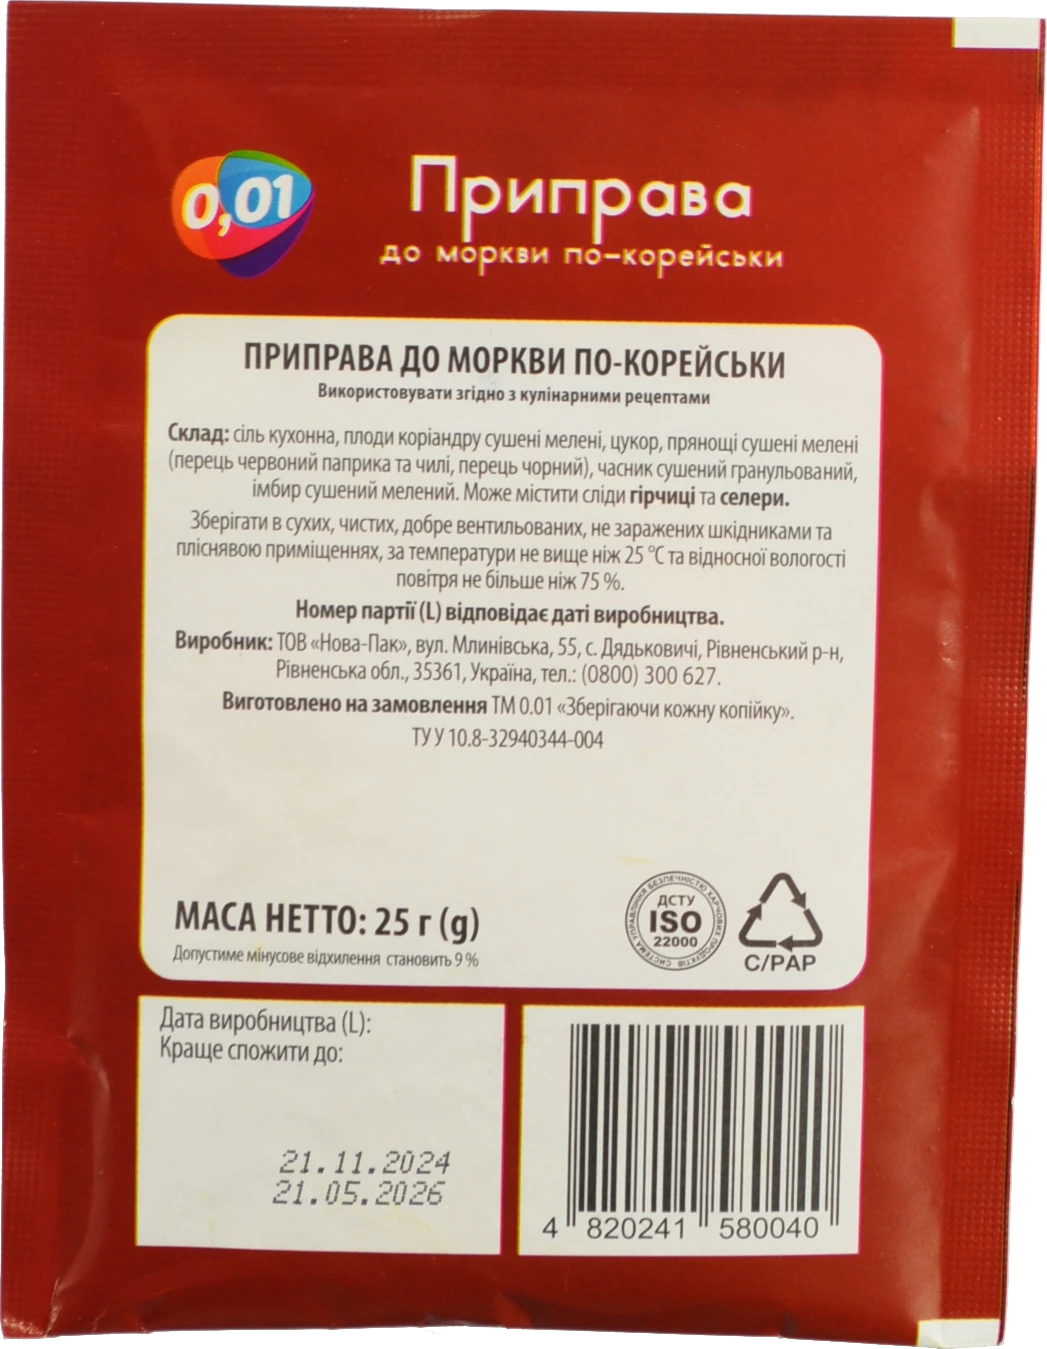 0,01
Приправа
до моркви по-корейськи
ПРИПРАВА ДО МОРКВИ ПО-КОРЕЙСЬКИ
Використовувати згідно з кулінарними рецептами
Склад: сіль кухонна, плоди коріандру сушені мелені, цукор, прянощі сушені мелені
(перець червоний паприка та чилі, перець чорний), часник сушений гранульований,
імбир сушений мелений. Може містити сліди гірчиці та селери.
Зберігати в сухих, чистих, добре вентильованих, не заражених шкідниками та
пліснявою приміщеннях, за температури не вище ніж 25 °С та відносної вологості
повітря не більше ніж 75 %.
Номер партії (L) відповідає даті виробництва.
Виробник: ТОВ «Нова-Пак», вул. Млинівська, 55, с. Дядьковичі, Рівненський р-н,
Рівненська обл., 35361, Україна, тел.: (0800) 300 627.
Виготовлено на замовлення ТМ 0.01 «Зберігаючи кожну копійку».
ТУ У 10.8-32940344-004
МАСА НЕТТО: 25 г (g)
Допустиме мінусове відхилення становить 9 %
СИСТЕМА УПРАВЛІННЯ БЕЗПЕЧНІСТЮ ХАРЧОВИХ ПРОДУКТІВ
ДСТУ
ISO
22000
C/PAP
Дата виробництва (L):
Краще спожити до:
21.11.2024
21.05.2026
4 820241 580040